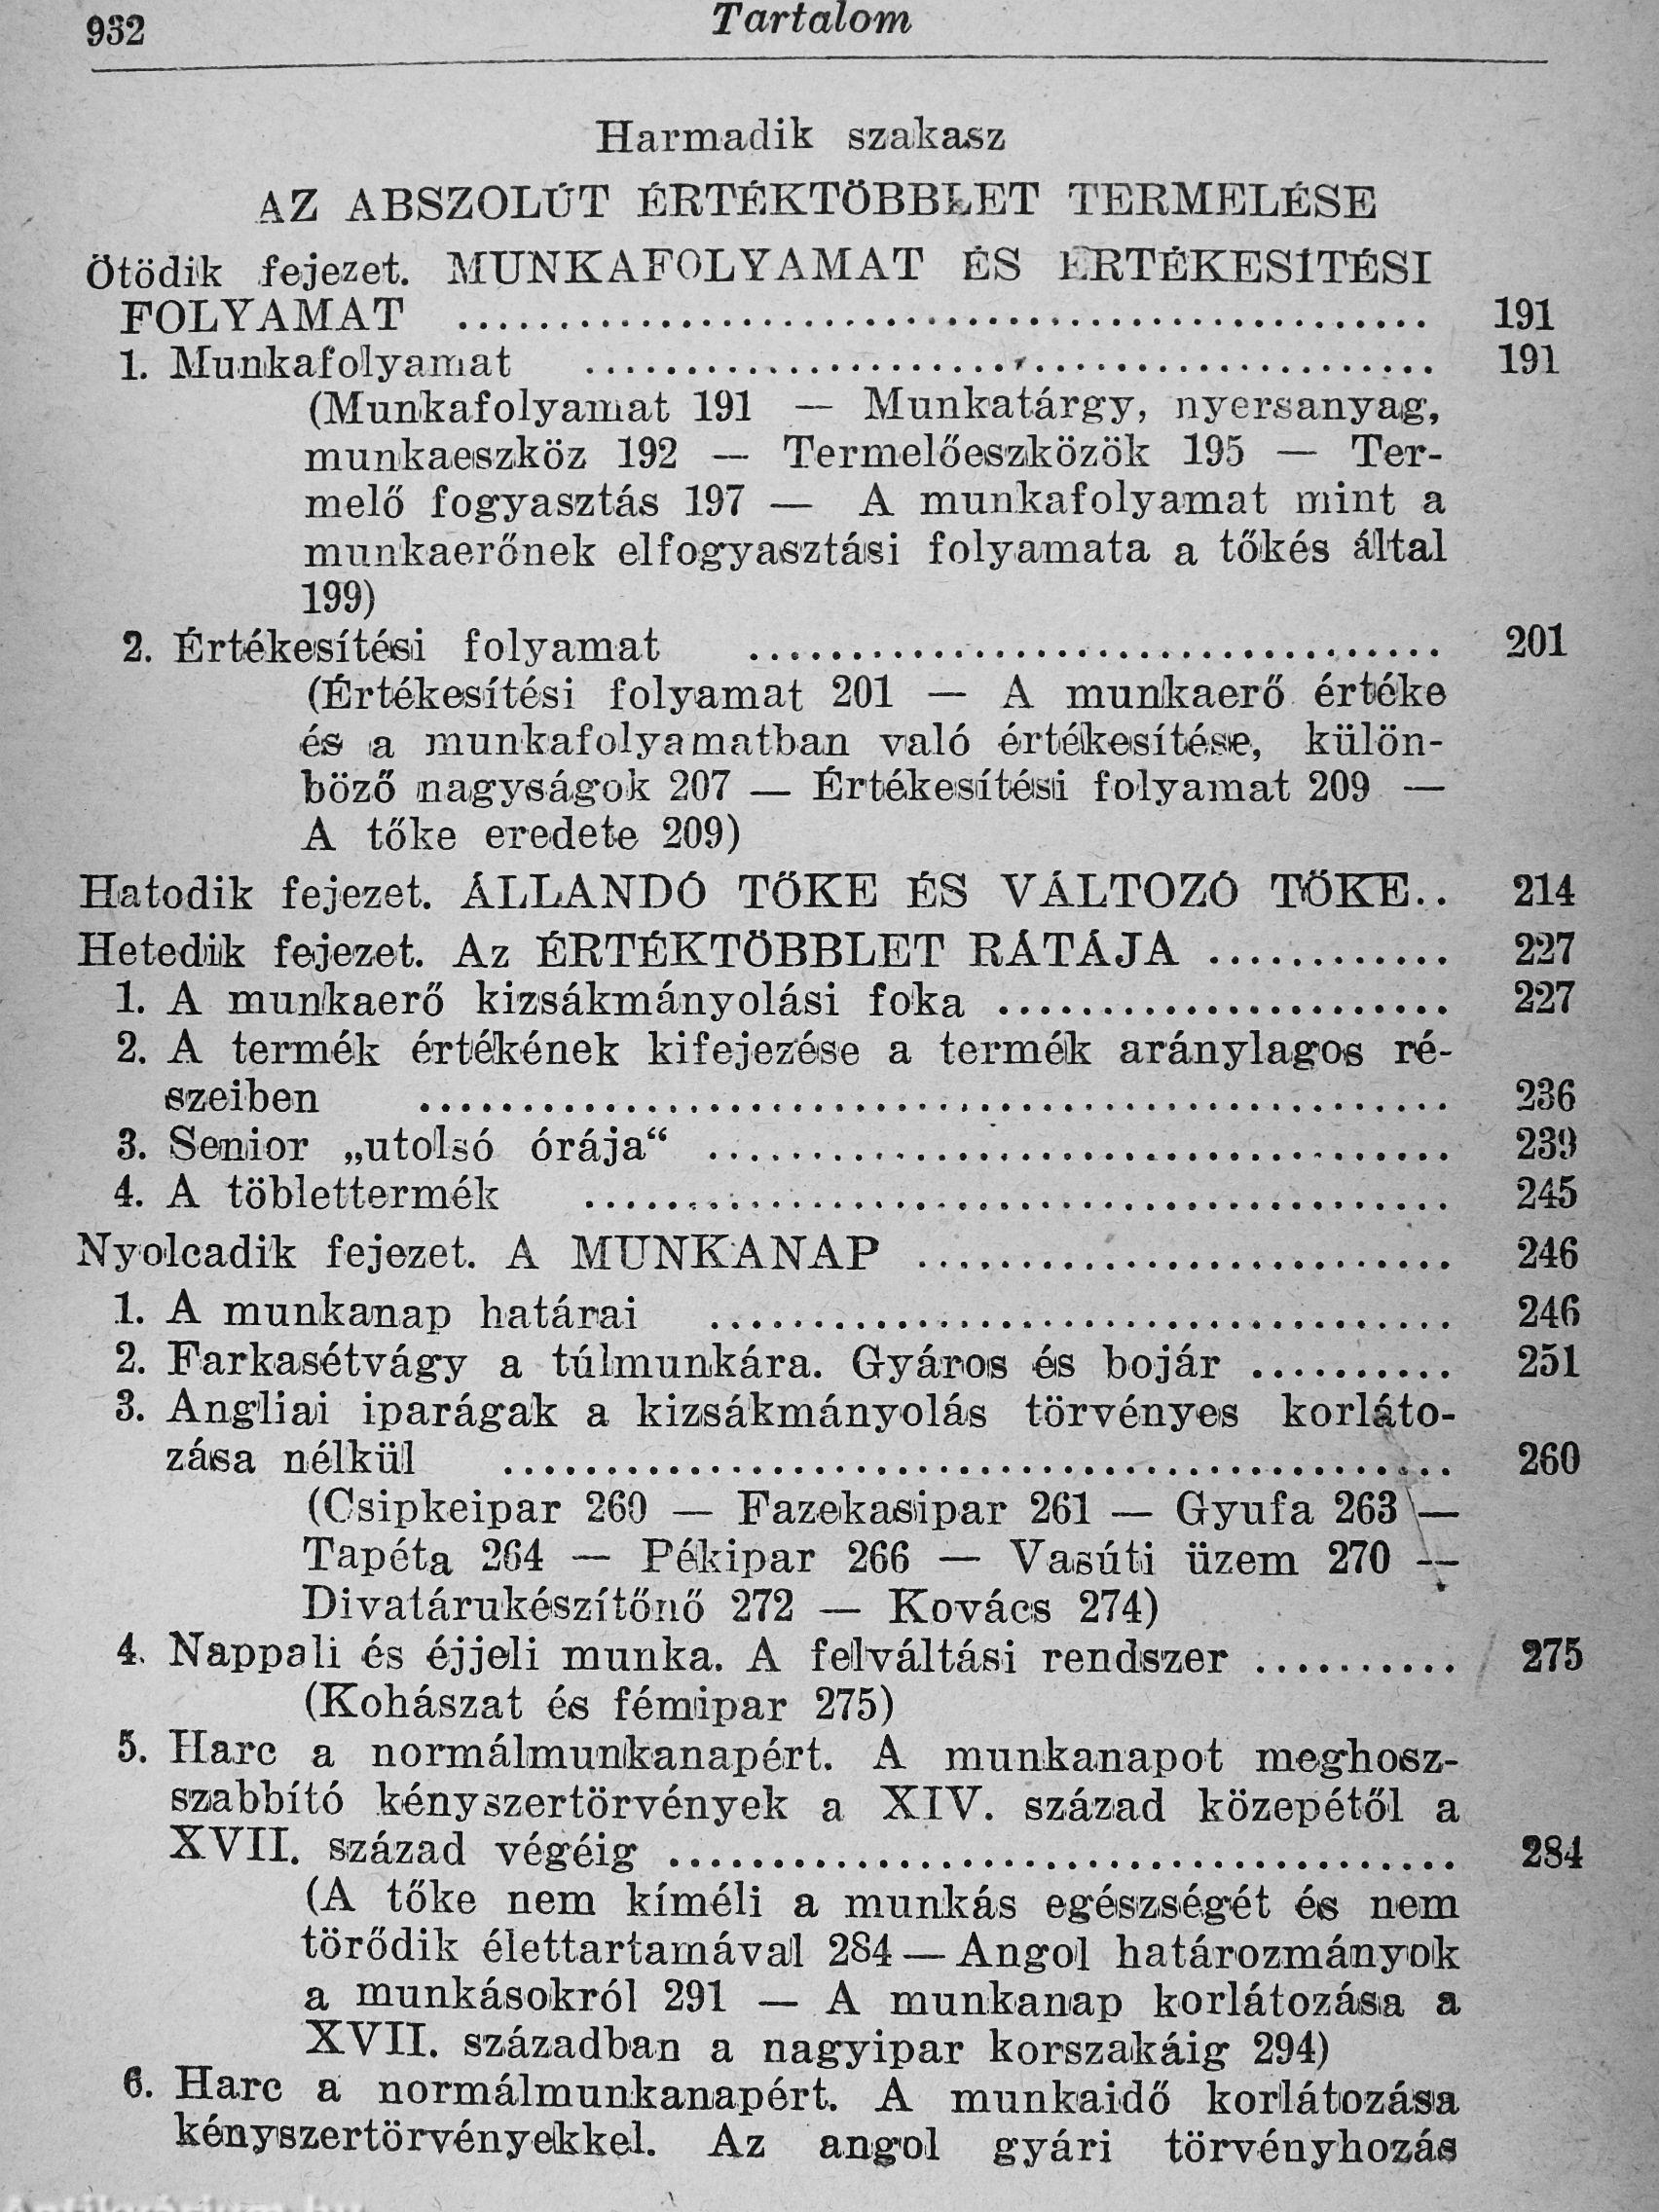 932
Tartalom
Harmadik szakasz
AZ ABSZOLÚT ÉRTÉKTÖBBLET TERMELÉSE
Ötödik fejezet. MUNKAFOLYAMAT ÉS ÉRTÉKESÍTÉSI
FOLYAMAT .......... 191
1. Munkafolyamat .......... 191
(Munkafolyamat 191 — Munkatárgy, nyersanyag,
munkaeszköz 192 — Termelőeszközök 195 — Ter-
melő fogyasztás 197 — A munkafolyamat mint a
munkaerőnek elfogyasztási folyamata a tőkés által
199)
2. Értékesítési folyamat .......... 201
(Értékesítési folyamat 201 — A munkaerő értéke
és a munkafolyamatban való értékesítése, külön-
böző nagyságok 207 — Értékesítési folyamat 209 —
A tőke eredete 209)
Hatodik fejezet. ÁLLANDÓ TŐKE ÉS VÁLTOZÓ TŐKE.. 214
Hetedik fejezet. Az ÉRTÉKTÖBBLET RÁTÁJA .......... 227
1. A munkaerő kizsákmányolási foka .......... 227
2. A termék értékének kifejezése a termék aránylagos ré-
szeiben .......... 236
3. Senior „utolsó órája“ .......... 239
4. A töblettermék .......... 245
Nyolcadik fejezet. A MUNKANAP .......... 246
1. A munkanap határai .......... 246
2. Farkasétvágy a túlmunkára. Gyáros és bojár .......... 251
3. Angliai iparágak a kizsákmányolás törvényes korláto-
zása nélkül .......... 260
(Csipkeipar 260 — Fazekasipar 261 — Gyufa 263 —
Tapéta 264 — Pékipar 266 — Vasúti üzem 270 —
Divatárukészítőnő 272 — Kovács 274)
4. Nappali és éjjeli munka. A felváltási rendszer .......... 275
(Kohászat és fémipar 275)
5. Harc a normálmunkanapért. A munkanapot meghosz-
szabbító kényszertörvények a XIV. század közepétől a
XVII. század végéig .......... 284
(A tőke nem kíméli a munkás egészségét és nem
törődik élettartamával 284 — Angol határozmányok
a munkásokról 291 — A munkanap korlátozása a
XVII. században a nagyipar korszakáig 294)
6. Harc a normálmunkanapért. A munkaidő korlátozása
kényszertörvényekkel. Az angol gyári törvényhozás